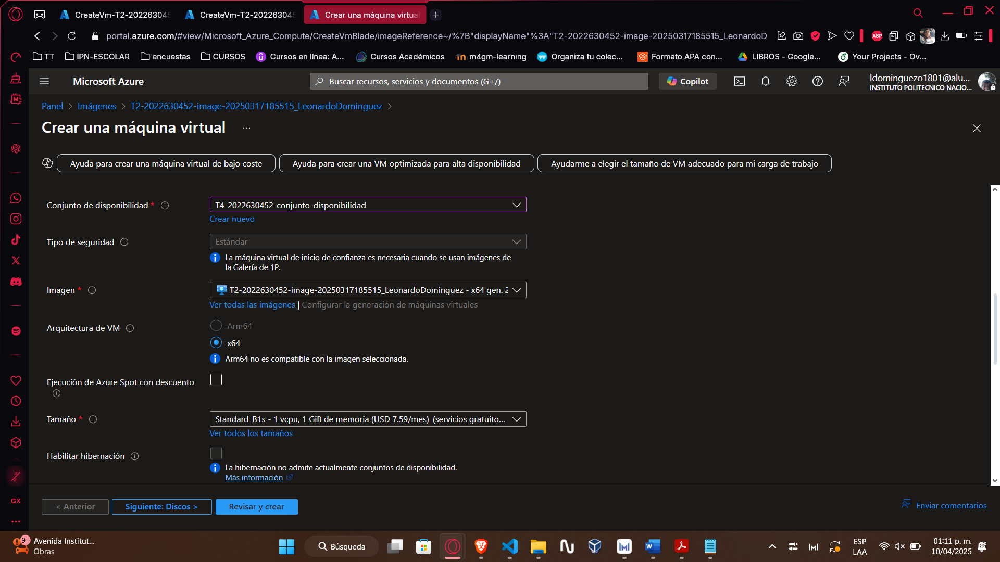 CreateVm-T2-202263045
CreateVm-T2-202263045
Crear una máquina virtual
portal.azure.com/#view/Microsoft_Azure_Compute/CreateVmBlade/imageReference~/%7B"displayName"%3A"T2-2022630452-image-20250317185515_LeonardoD
ABP
TT
IPN-ESCOLAR
encuestas
CURSOS
Cursos en línea: A...
Cursos Académicos
m4gm-learning
Organiza tu colec...
Formato APA con...
LIBROS - Google...
Your Projects - Ov...
Microsoft Azure
Buscar recursos, servicios y documentos (G+/)
Copilot
ldominguezo1801@alu...
INSTITUTO POLITECNICO NACIO...
Panel > Imágenes > T2-2022630452-image-20250317185515_LeonardoDominguez >
Crear una máquina virtual ...
Ayuda para crear una máquina virtual de bajo coste
Ayuda para crear una VM optimizada para alta disponibilidad
Ayudarme a elegir el tamaño de VM adecuado para mi carga de trabajo
Conjunto de disponibilidad *
T4-2022630452-conjunto-disponibilidad
Crear nuevo
Tipo de seguridad
Estándar
La máquina virtual de inicio de confianza es necesaria cuando se usan imágenes de
la Galería de 1P.
Imagen *
T2-2022630452-image-20250317185515_LeonardoDominguez - x64 gen. 2
Ver todas las imágenes | Configurar la generación de máquinas virtuales
Arquitectura de VM
Arm64
x64
Arm64 no es compatible con la imagen seleccionada.
Ejecución de Azure Spot con descuento
Tamaño *
Standard_B1s - 1 vcpu, 1 GiB de memoria (USD 7.59/mes) (servicios gratuito...
Ver todos los tamaños
Habilitar hibernación
La hibernación no admite actualmente conjuntos de disponibilidad.
Más información
< Anterior
Siguiente: Discos >
Revisar y crear
Enviar comentarios
GX
9+
Avenida Institut...
Obras
Búsqueda
ESP
LAA
01:11 p. m.
10/04/2025